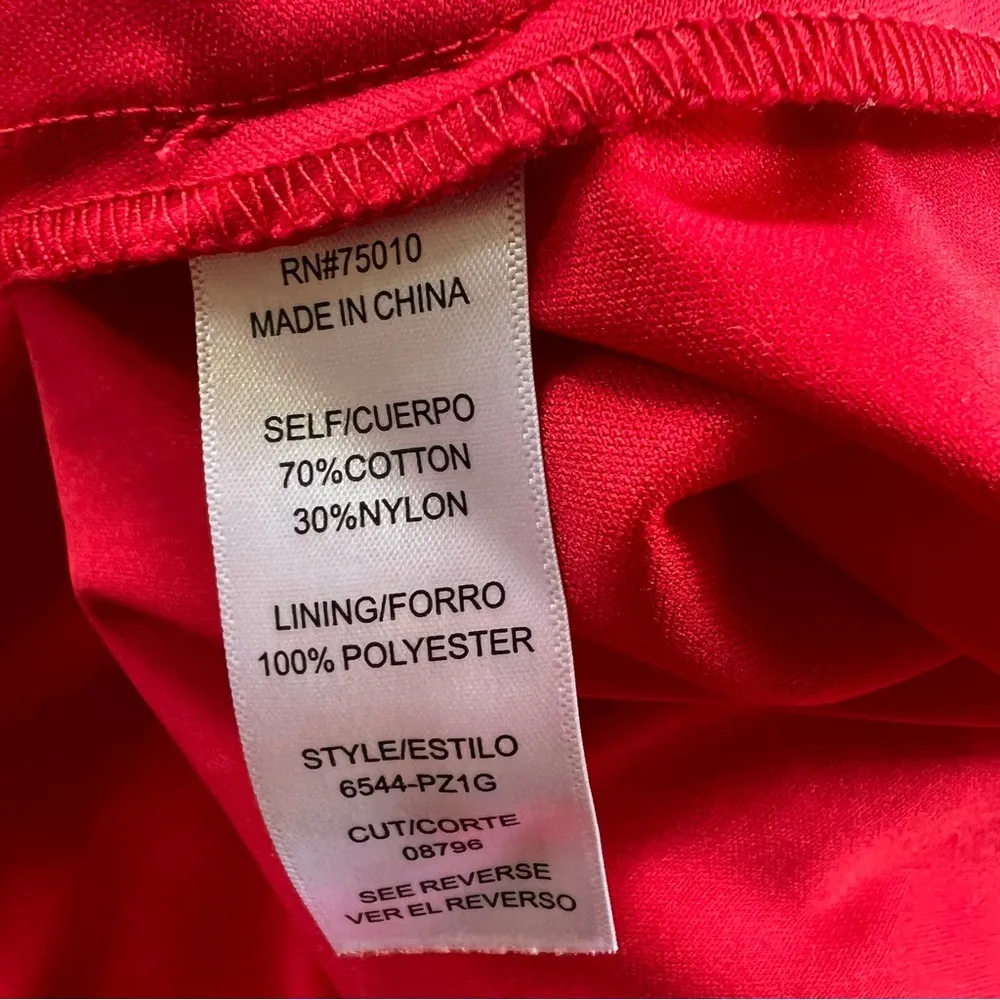 RN#75010
MADE IN CHINA
SELF/CUERPO
70%COTTON
30%NYLON
LINING/FORRO
100% POLYESTER
STYLE/ESTILO
6544-PZ1G
CUT/CORTE
08796
SEE REVERSE
VER EL REVERSO